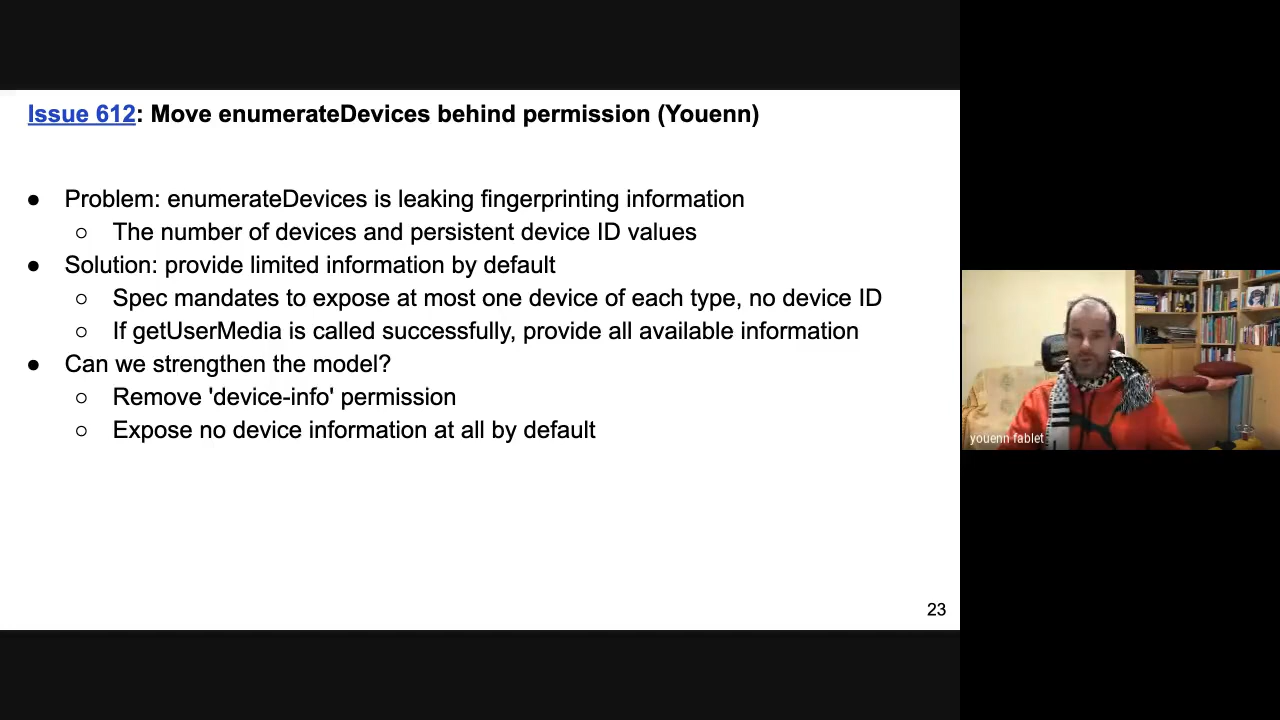 Issue 612: Move enumerateDevices behind permission (Youenn)
● Problem: enumerateDevices is leaking fingerprinting information
○ The number of devices and persistent device ID values
● Solution: provide limited information by default
○ Spec mandates to expose at most one device of each type, no device ID
○ If getUserMedia is called successfully, provide all available information
● Can we strengthen the model?
○ Remove 'device-info' permission
○ Expose no device information at all by default
23
youenn fablet